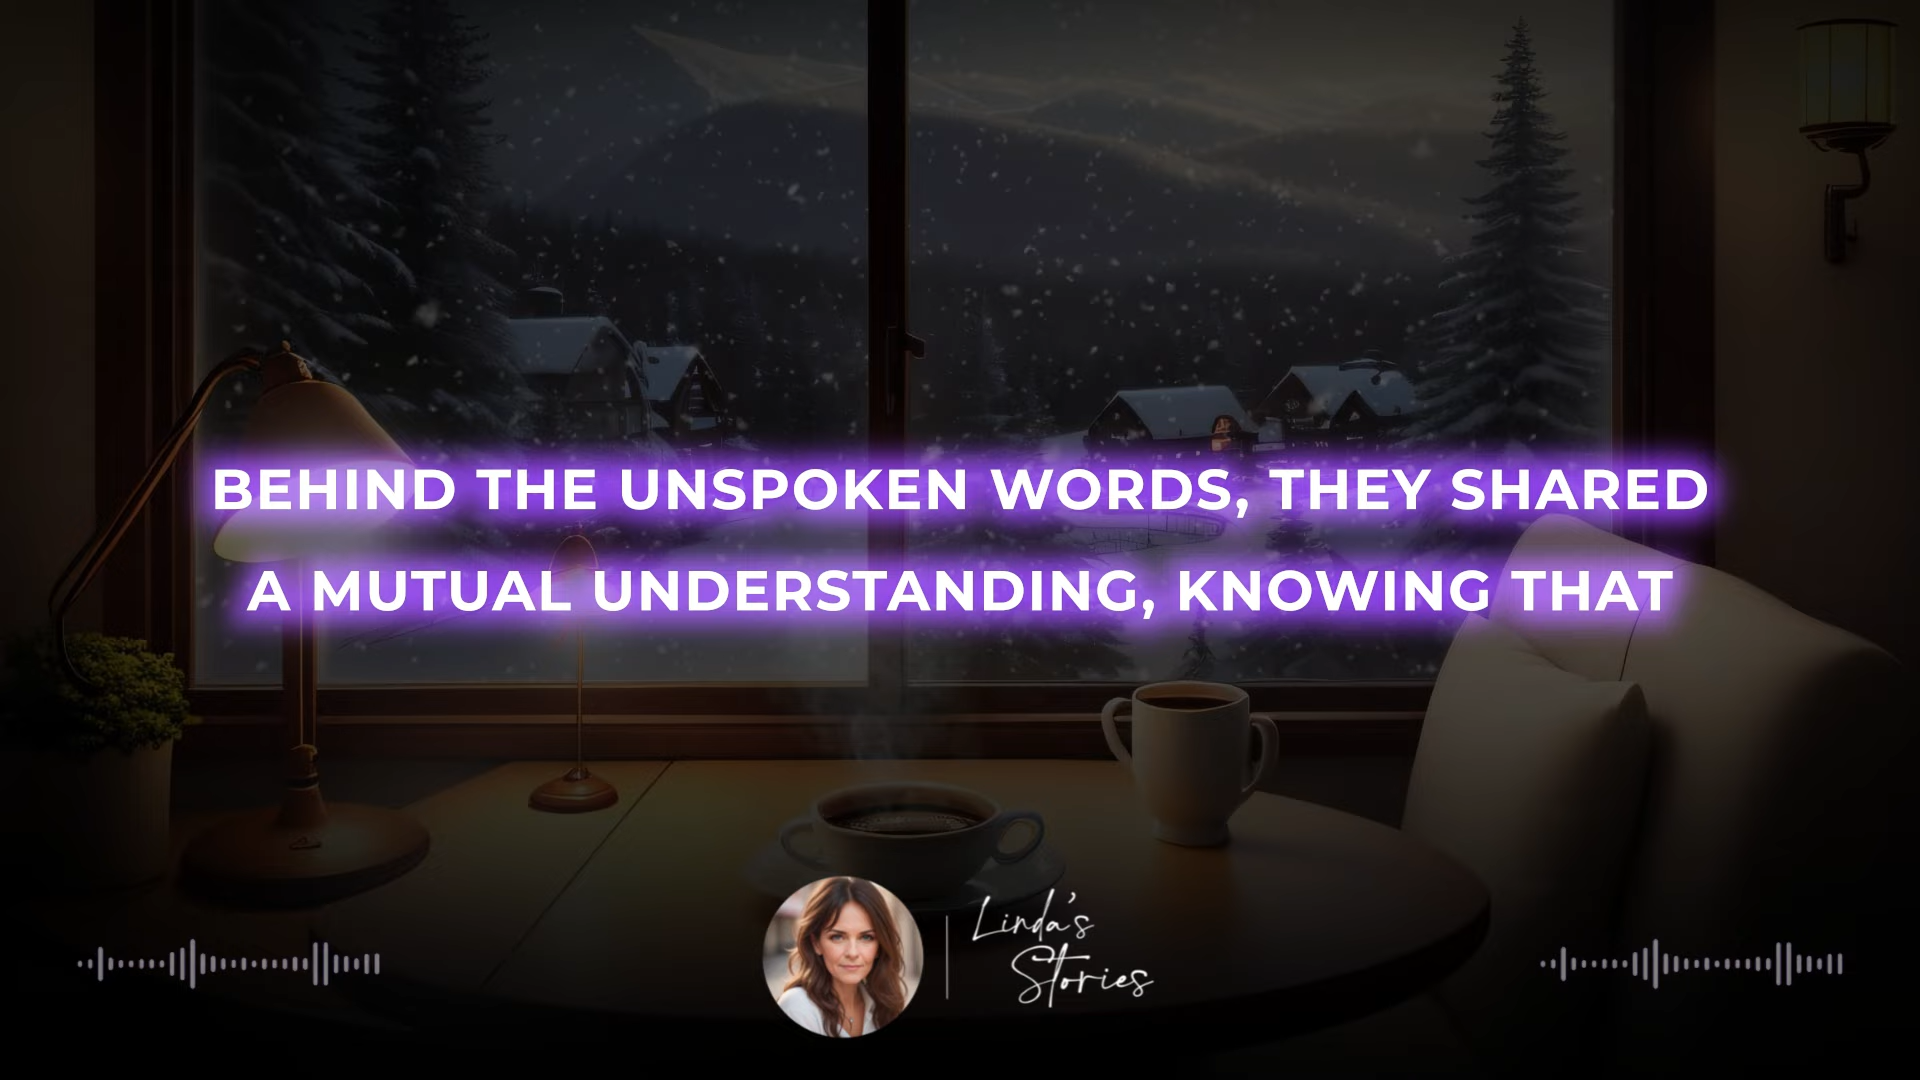 BEHIND THE UNSPOKEN WORDS, THEY SHARED
A MUTUAL UNDERSTANDING, KNOWING THAT
Linda's
Stories